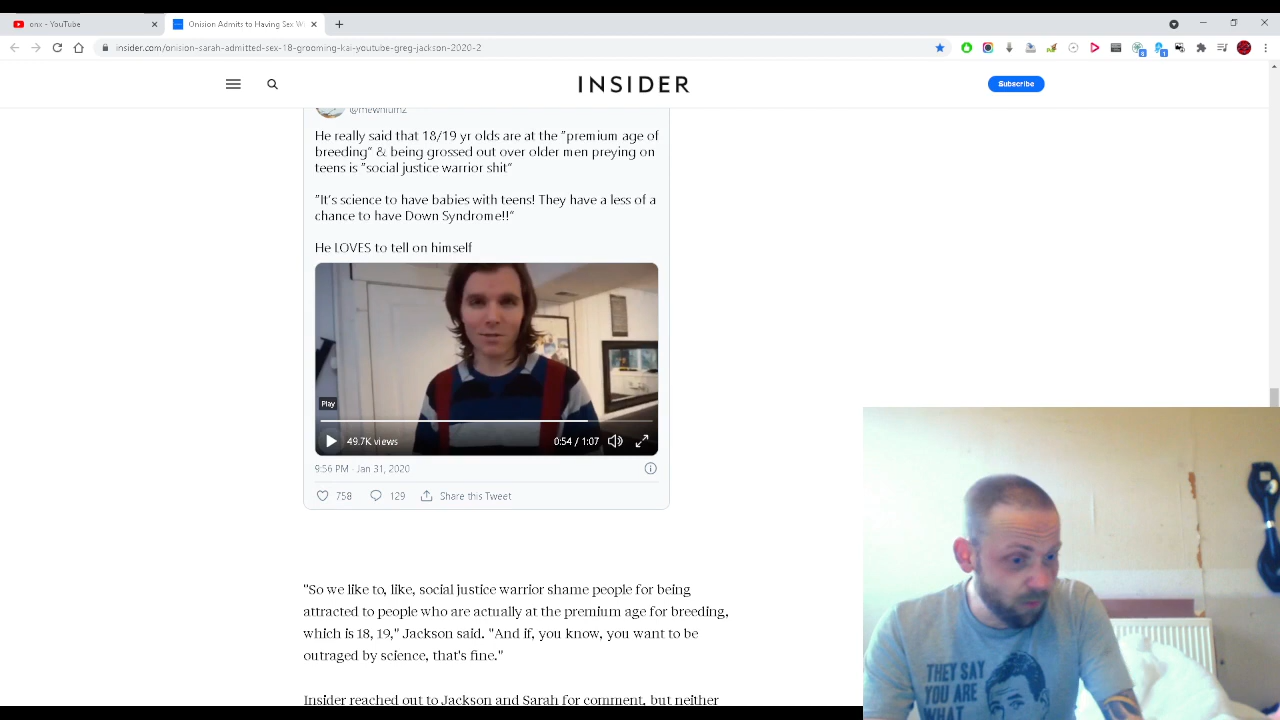 onx - YouTube
Onision Admits to Having Sex W
insider.com/onision-sarah-admitted-sex-18-grooming-kai-youtube-greg-jackson-2020-2
INSIDER
Subscribe
@mewniumz
He really said that 18/19 yr olds are at the "premium age of
breeding" & being grossed out over older men preying on
teens is "social justice warrior shit"
"It's science to have babies with teens! They have a less of a
chance to have Down Syndrome!!"
He LOVES to tell on himself
Play
49.7K views
0:54 / 1:07
9:56 PM · Jan 31, 2020
758
129
Share this Tweet
"So we like to, like, social justice warrior shame people for being
attracted to people who are actually at the premium age for breeding,
which is 18, 19," Jackson said. "And if, you know, you want to be
outraged by science, that's fine."
Insider reached out to Jackson and Sarah for comment, but neither
THEY SAY
YOU ARE
WHAT